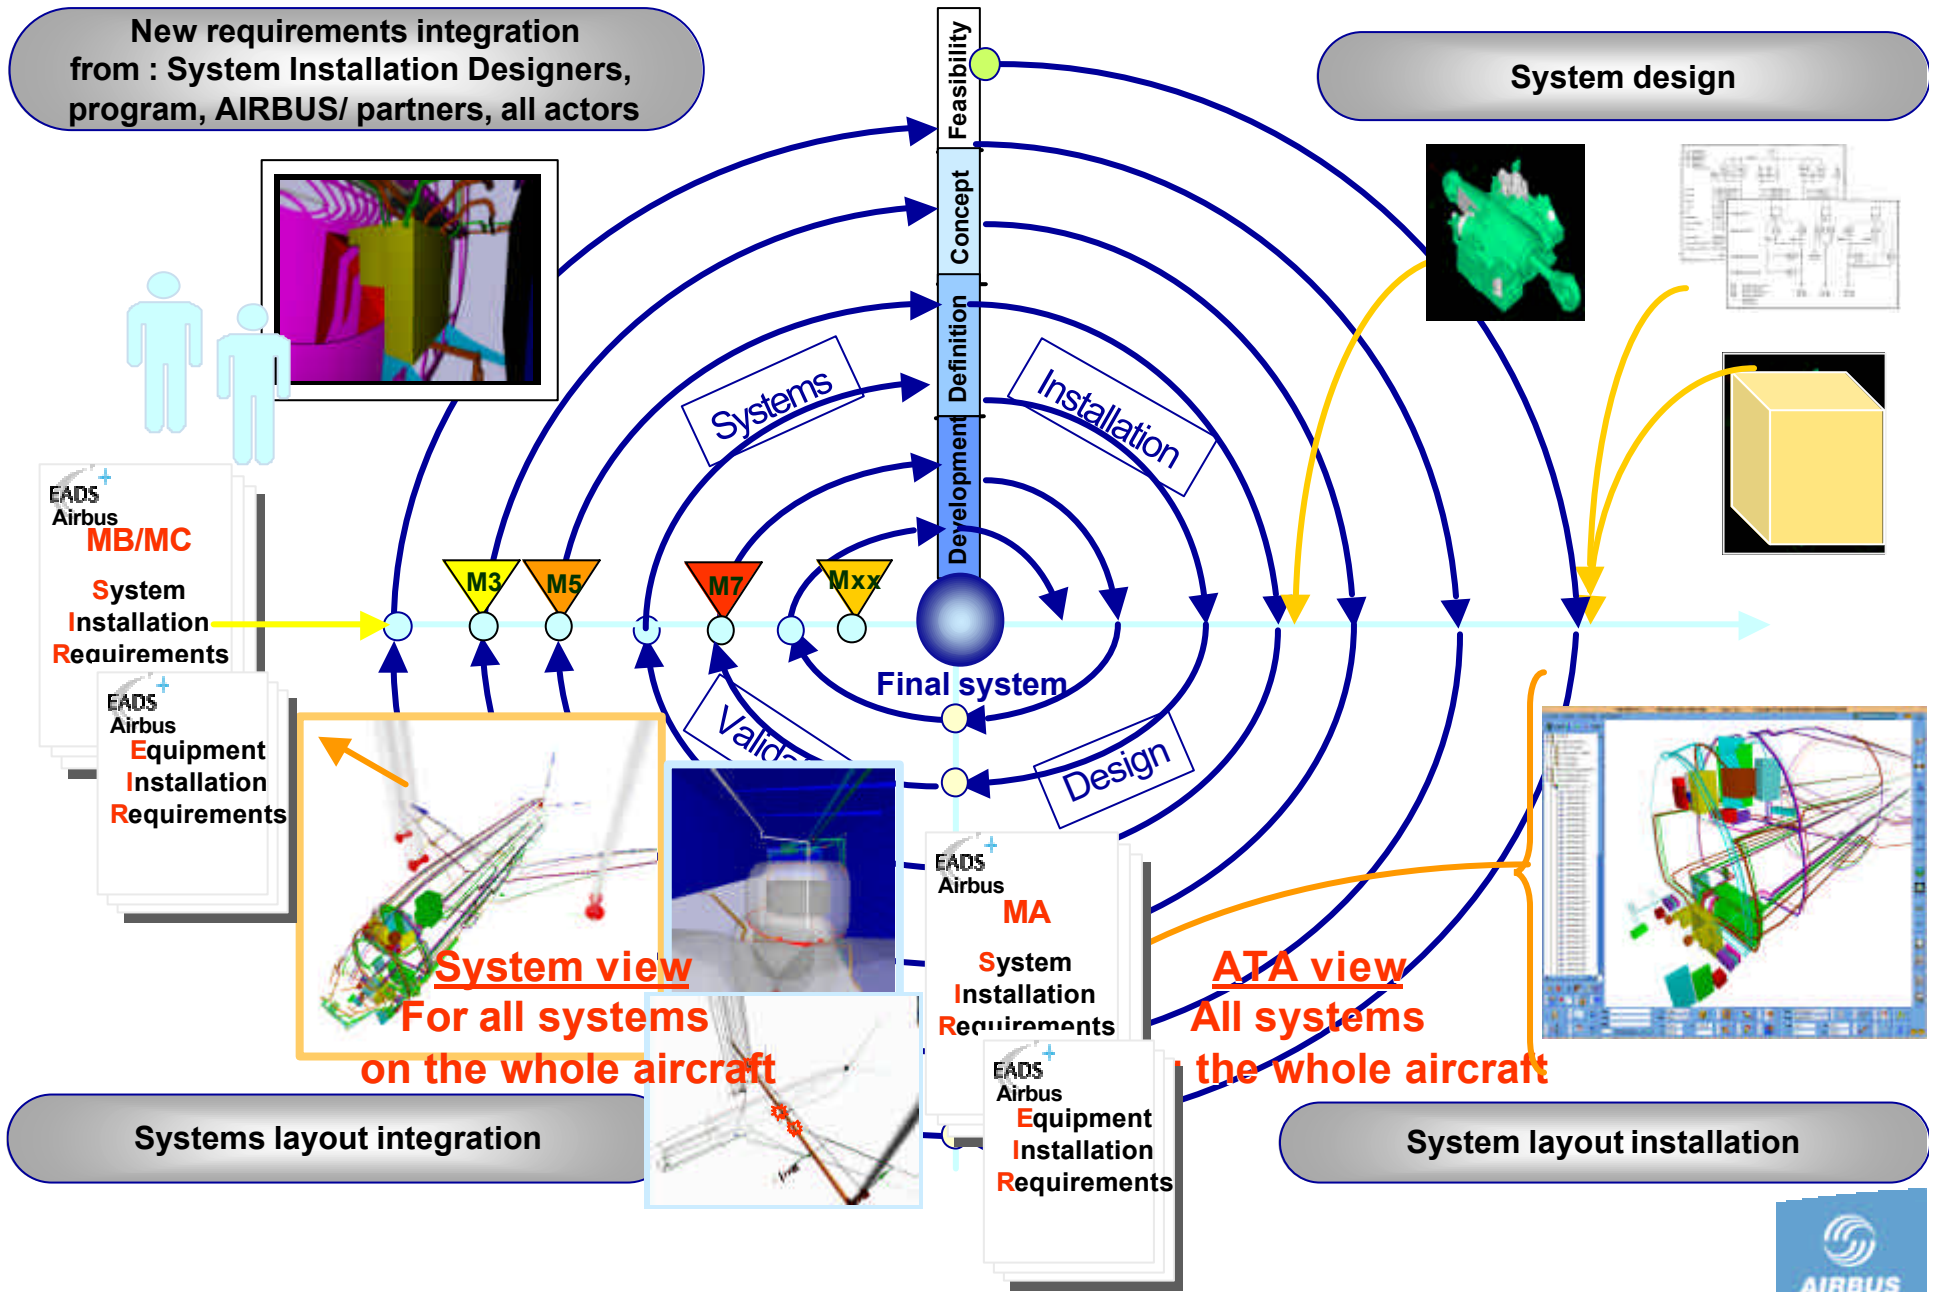 New requirements integration
from : System Installation Designers,
program, AIRBUS/ partners, all actors
System design
Feasibility
Concept
Definition
Development
Systems
Installation
EADS
Airbus
MB/MC
System
Installation
Requirements
EADS
Airbus
Equipment
Installation
Requirements
M3
M5
M7
Mxx
Final system
Design
EADS
Airbus
MA
System
Installation
Requirements
EADS
Airbus
Equipment
Installation
Requirements
System view
For all systems
on the whole aircraft
ATA view
All systems
the whole aircraft
Systems layout integration
System layout installation
AIRBUS